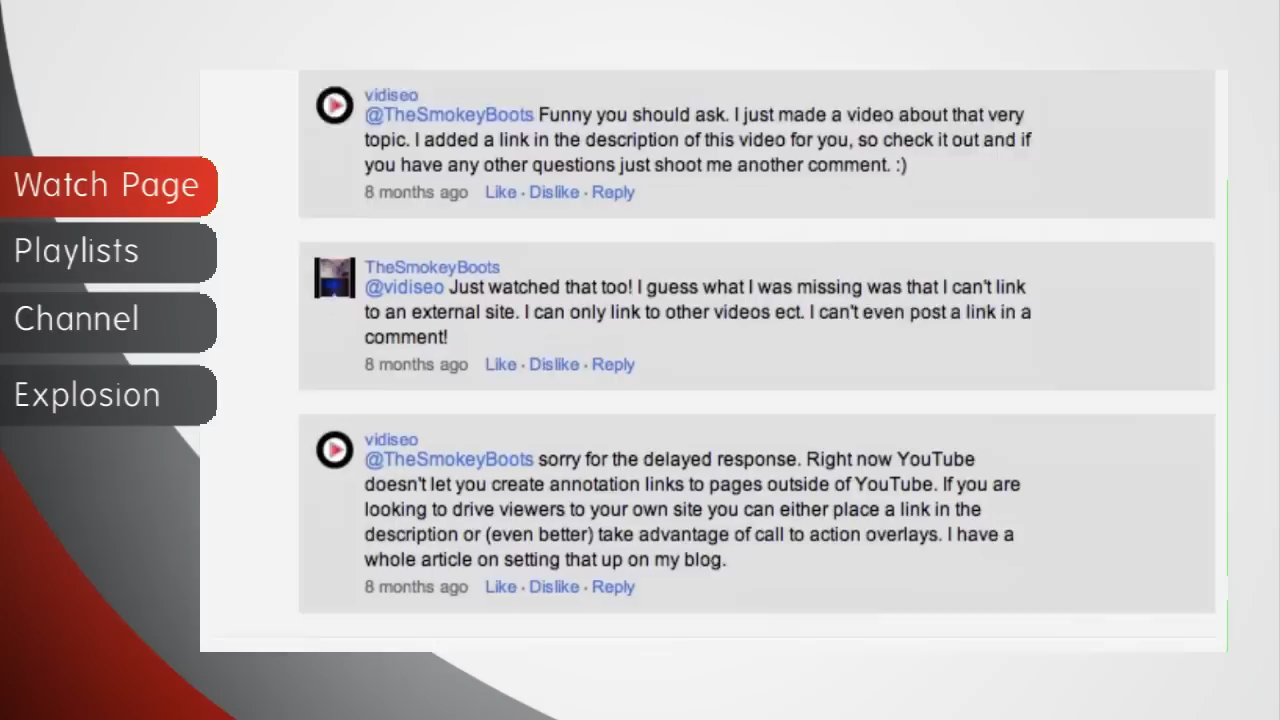 vidiseo
@TheSmokeyBoots Funny you should ask. I just made a video about that very
topic. I added a link in the description of this video for you, so check it out and if
you have any other questions just shoot me another comment. :)
8 months ago Like · Dislike · Reply
Watch Page
Playlists
Channel
Explosion
TheSmokeyBoots
@vidiseo Just watched that too! I guess what I was missing was that I can't link
to an external site. I can only link to other videos ect. I can't even post a link in a
comment!
8 months ago Like · Dislike · Reply
vidiseo
@TheSmokeyBoots sorry for the delayed response. Right now YouTube
doesn't let you create annotation links to pages outside of YouTube. If you are
looking to drive viewers to your own site you can either place a link in the
description or (even better) take advantage of call to action overlays. I have a
whole article on setting that up on my blog.
8 months ago Like · Dislike · Reply